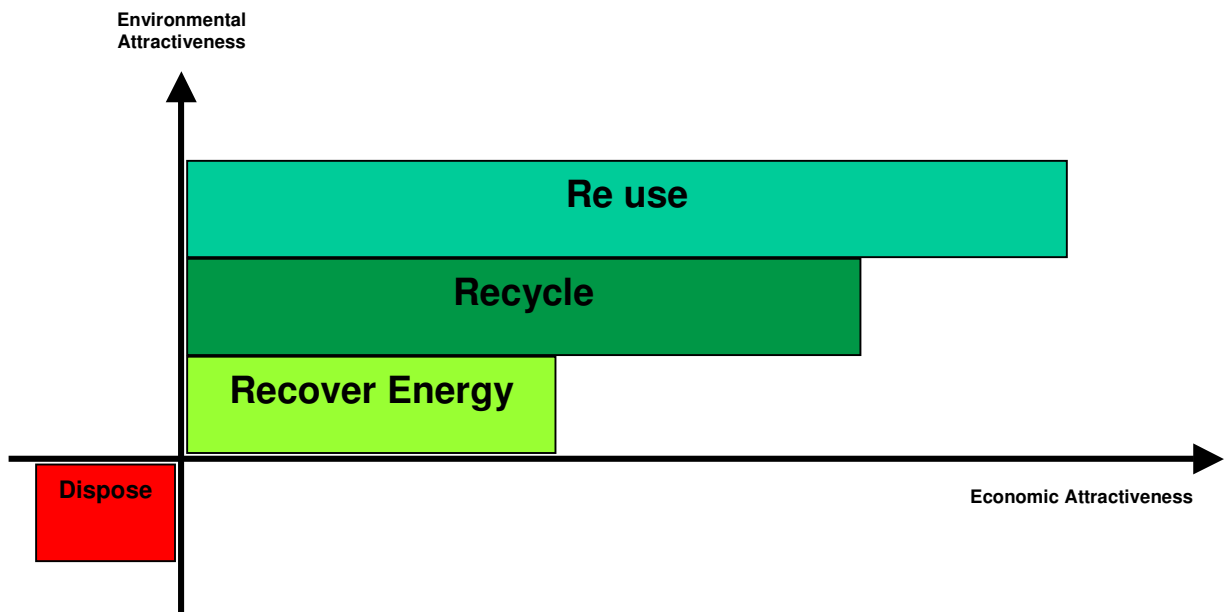 Environmental
Attractiveness
Re use
Recycle
Recover Energy
Dispose
Economic Attractiveness